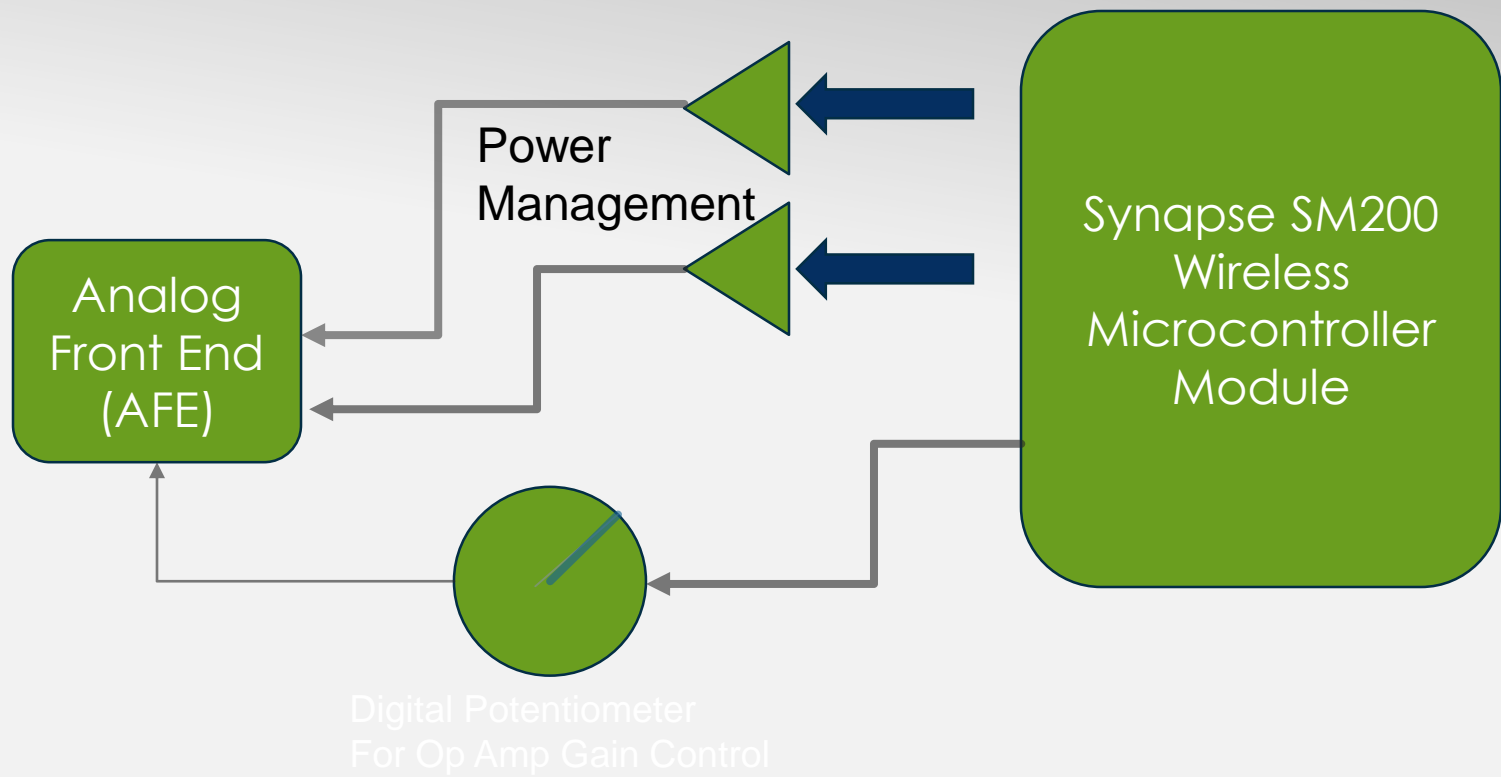 Power
Management
Analog
Front End
(AFE)
Synapse SM200
Wireless
Microcontroller
Module
Digital Potentiometer
For Op Amp Gain Control